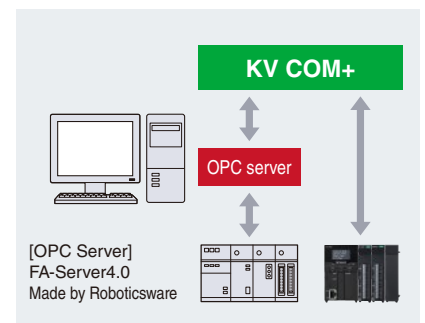 KV COM+
OPC server
[OPC Server]
FA-Server4.0
Made by Roboticsware